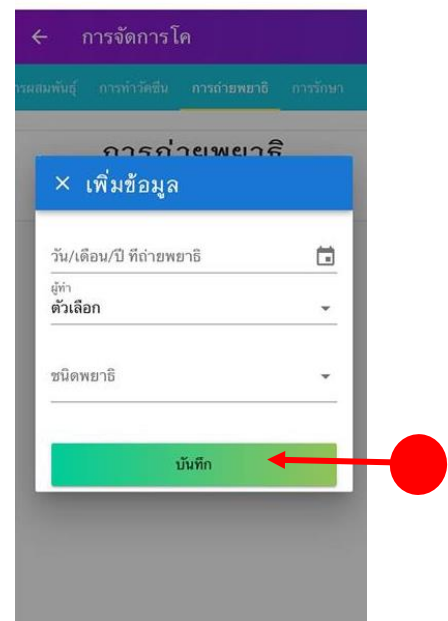 การจัดการโค
รผสมพันธุ์ การทำวัคซีน การถ่ายพยาธิ การรักษา
การถ่ายพยาธิ
× เพิ่มข้อมูล
วัน/เดือน/ปี ที่ถ่ายพยาธิ
ผู้ทำ
ตัวเลือก
ชนิดพยาธิ
บันทึก